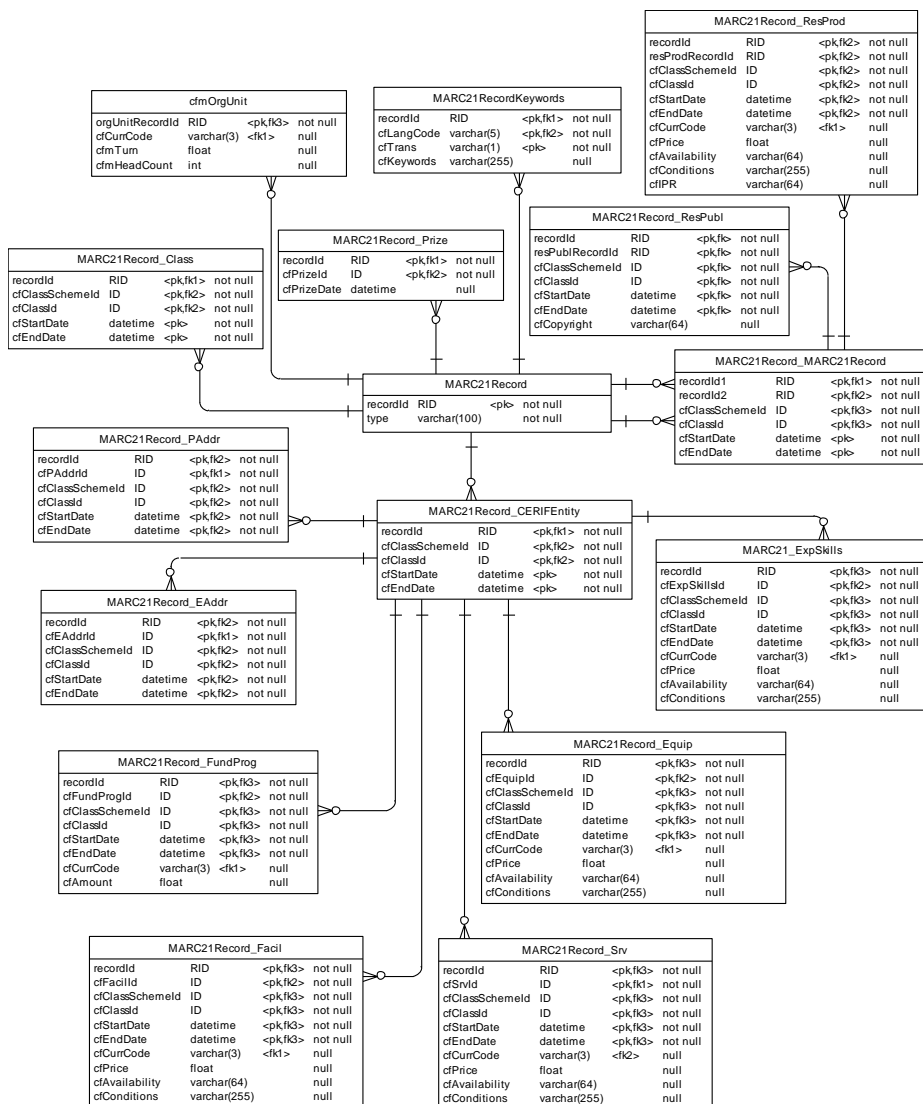 MARC21Record_ResProd
recordId RID <pk,fk2> not null
resProdRecordId RID <pk,fk2> not null
cfClassSchemeId ID <pk,fk2> not null
cfClassId ID <pk,fk2> not null
cfStartDate datetime <pk,fk2> not null
cfEndDate datetime <pk,fk2> not null
cfCurrCode varchar(3) <fk1> null
cfPrice float null
cfAvailability varchar(64) null
cfConditions varchar(255) null
cfIPR varchar(64) null
cfmOrgUnit
orgUnitRecordId RID <pk,fk3> not null
cfCurrCode varchar(3) <fk1> null
cfmTurn float null
cfmHeadCount int null
MARC21RecordKeywords
recordId RID <pk,fk1> not null
cfLangCode varchar(5) <pk,fk2> not null
cfTrans varchar(1) <pk> not null
cfKeywords varchar(255) null
MARC21Record_ResPubl
recordId RID <pk,fk> not null
resPublRecordId RID <pk,fk> not null
cfClassSchemeId ID <pk,fk> not null
cfClassId ID <pk,fk> not null
cfStartDate datetime <pk,fk> not null
cfEndDate datetime <pk,fk> not null
cfCopyright varchar(64) null
MARC21Record_Prize
recordId RID <pk,fk1> not null
cfPrizeId ID <pk,fk2> not null
cfPrizeDate datetime null
MARC21Record_Class
recordId RID <pk,fk1> not null
cfClassSchemeId ID <pk,fk2> not null
cfClassId ID <pk,fk2> not null
cfStartDate datetime <pk> not null
cfEndDate datetime <pk> not null
MARC21Record_MARC21Record
recordId1 RID <pk,fk1> not null
recordId2 RID <pk,fk2> not null
cfClassSchemeId ID <pk,fk3> not null
cfClassId ID <pk,fk3> not null
cfStartDate datetime <pk> not null
cfEndDate datetime <pk> not null
MARC21Record
recordId RID <pk> not null
type varchar(100) not null
MARC21Record_PAddr
recordId RID <pk,fk2> not null
cfPAddrId ID <pk,fk1> not null
cfClassSchemeId ID <pk,fk2> not null
cfClassId ID <pk,fk2> not null
cfStartDate datetime <pk,fk2> not null
cfEndDate datetime <pk,fk2> not null
MARC21Record_CERIFEntity
recordId RID <pk,fk1> not null
cfClassSchemeId ID <pk,fk2> not null
cfClassId ID <pk,fk2> not null
cfStartDate datetime <pk> not null
cfEndDate datetime <pk> not null
MARC21_ExpSkills
recordId RID <pk,fk3> not null
cfExpSkillsId ID <pk,fk2> not null
cfClassSchemeId ID <pk,fk3> not null
cfClassId ID <pk,fk3> not null
cfStartDate datetime <pk,fk3> not null
cfEndDate datetime <pk,fk3> not null
cfCurrCode varchar(3) <fk1> null
cfPrice float null
cfAvailability varchar(64) null
cfConditions varchar(255) null
MARC21Record_EAddr
recordId RID <pk,fk2> not null
cfEAddrId ID <pk,fk1> not null
cfClassSchemeId ID <pk,fk2> not null
cfClassId ID <pk,fk2> not null
cfStartDate datetime <pk,fk2> not null
cfEndDate datetime <pk,fk2> not null
MARC21Record_Equip
recordId RID <pk,fk3> not null
cfEquipId ID <pk,fk2> not null
cfClassSchemeId ID <pk,fk3> not null
cfClassId ID <pk,fk3> not null
cfStartDate datetime <pk,fk3> not null
cfEndDate datetime <pk,fk3> not null
cfCurrCode varchar(3) <fk1> null
cfPrice float null
cfAvailability varchar(64) null
cfConditions varchar(255) null
MARC21Record_FundProg
recordId RID <pk,fk3> not null
cfFundProgId ID <pk,fk2> not null
cfClassSchemeId ID <pk,fk3> not null
cfClassId ID <pk,fk3> not null
cfStartDate datetime <pk,fk3> not null
cfEndDate datetime <pk,fk3> not null
cfCurrCode varchar(3) <fk1> null
cfAmount float null
MARC21Record_Facil
recordId RID <pk,fk3> not null
cfFacilId ID <pk,fk2> not null
cfClassSchemeId ID <pk,fk3> not null
cfClassId ID <pk,fk3> not null
cfStartDate datetime <pk,fk3> not null
cfEndDate datetime <pk,fk3> not null
cfCurrCode varchar(3) <fk1> null
cfPrice float null
cfAvailability varchar(64) null
cfConditions varchar(255) null
MARC21Record_Srv
recordId RID <pk,fk3> not null
cfSrvId ID <pk,fk1> not null
cfClassSchemeId ID <pk,fk3> not null
cfClassId ID <pk,fk3> not null
cfStartDate datetime <pk,fk3> not null
cfEndDate datetime <pk,fk3> not null
cfCurrCode varchar(3) <fk2> null
cfPrice float null
cfAvailability varchar(64) null
cfConditions varchar(255) null